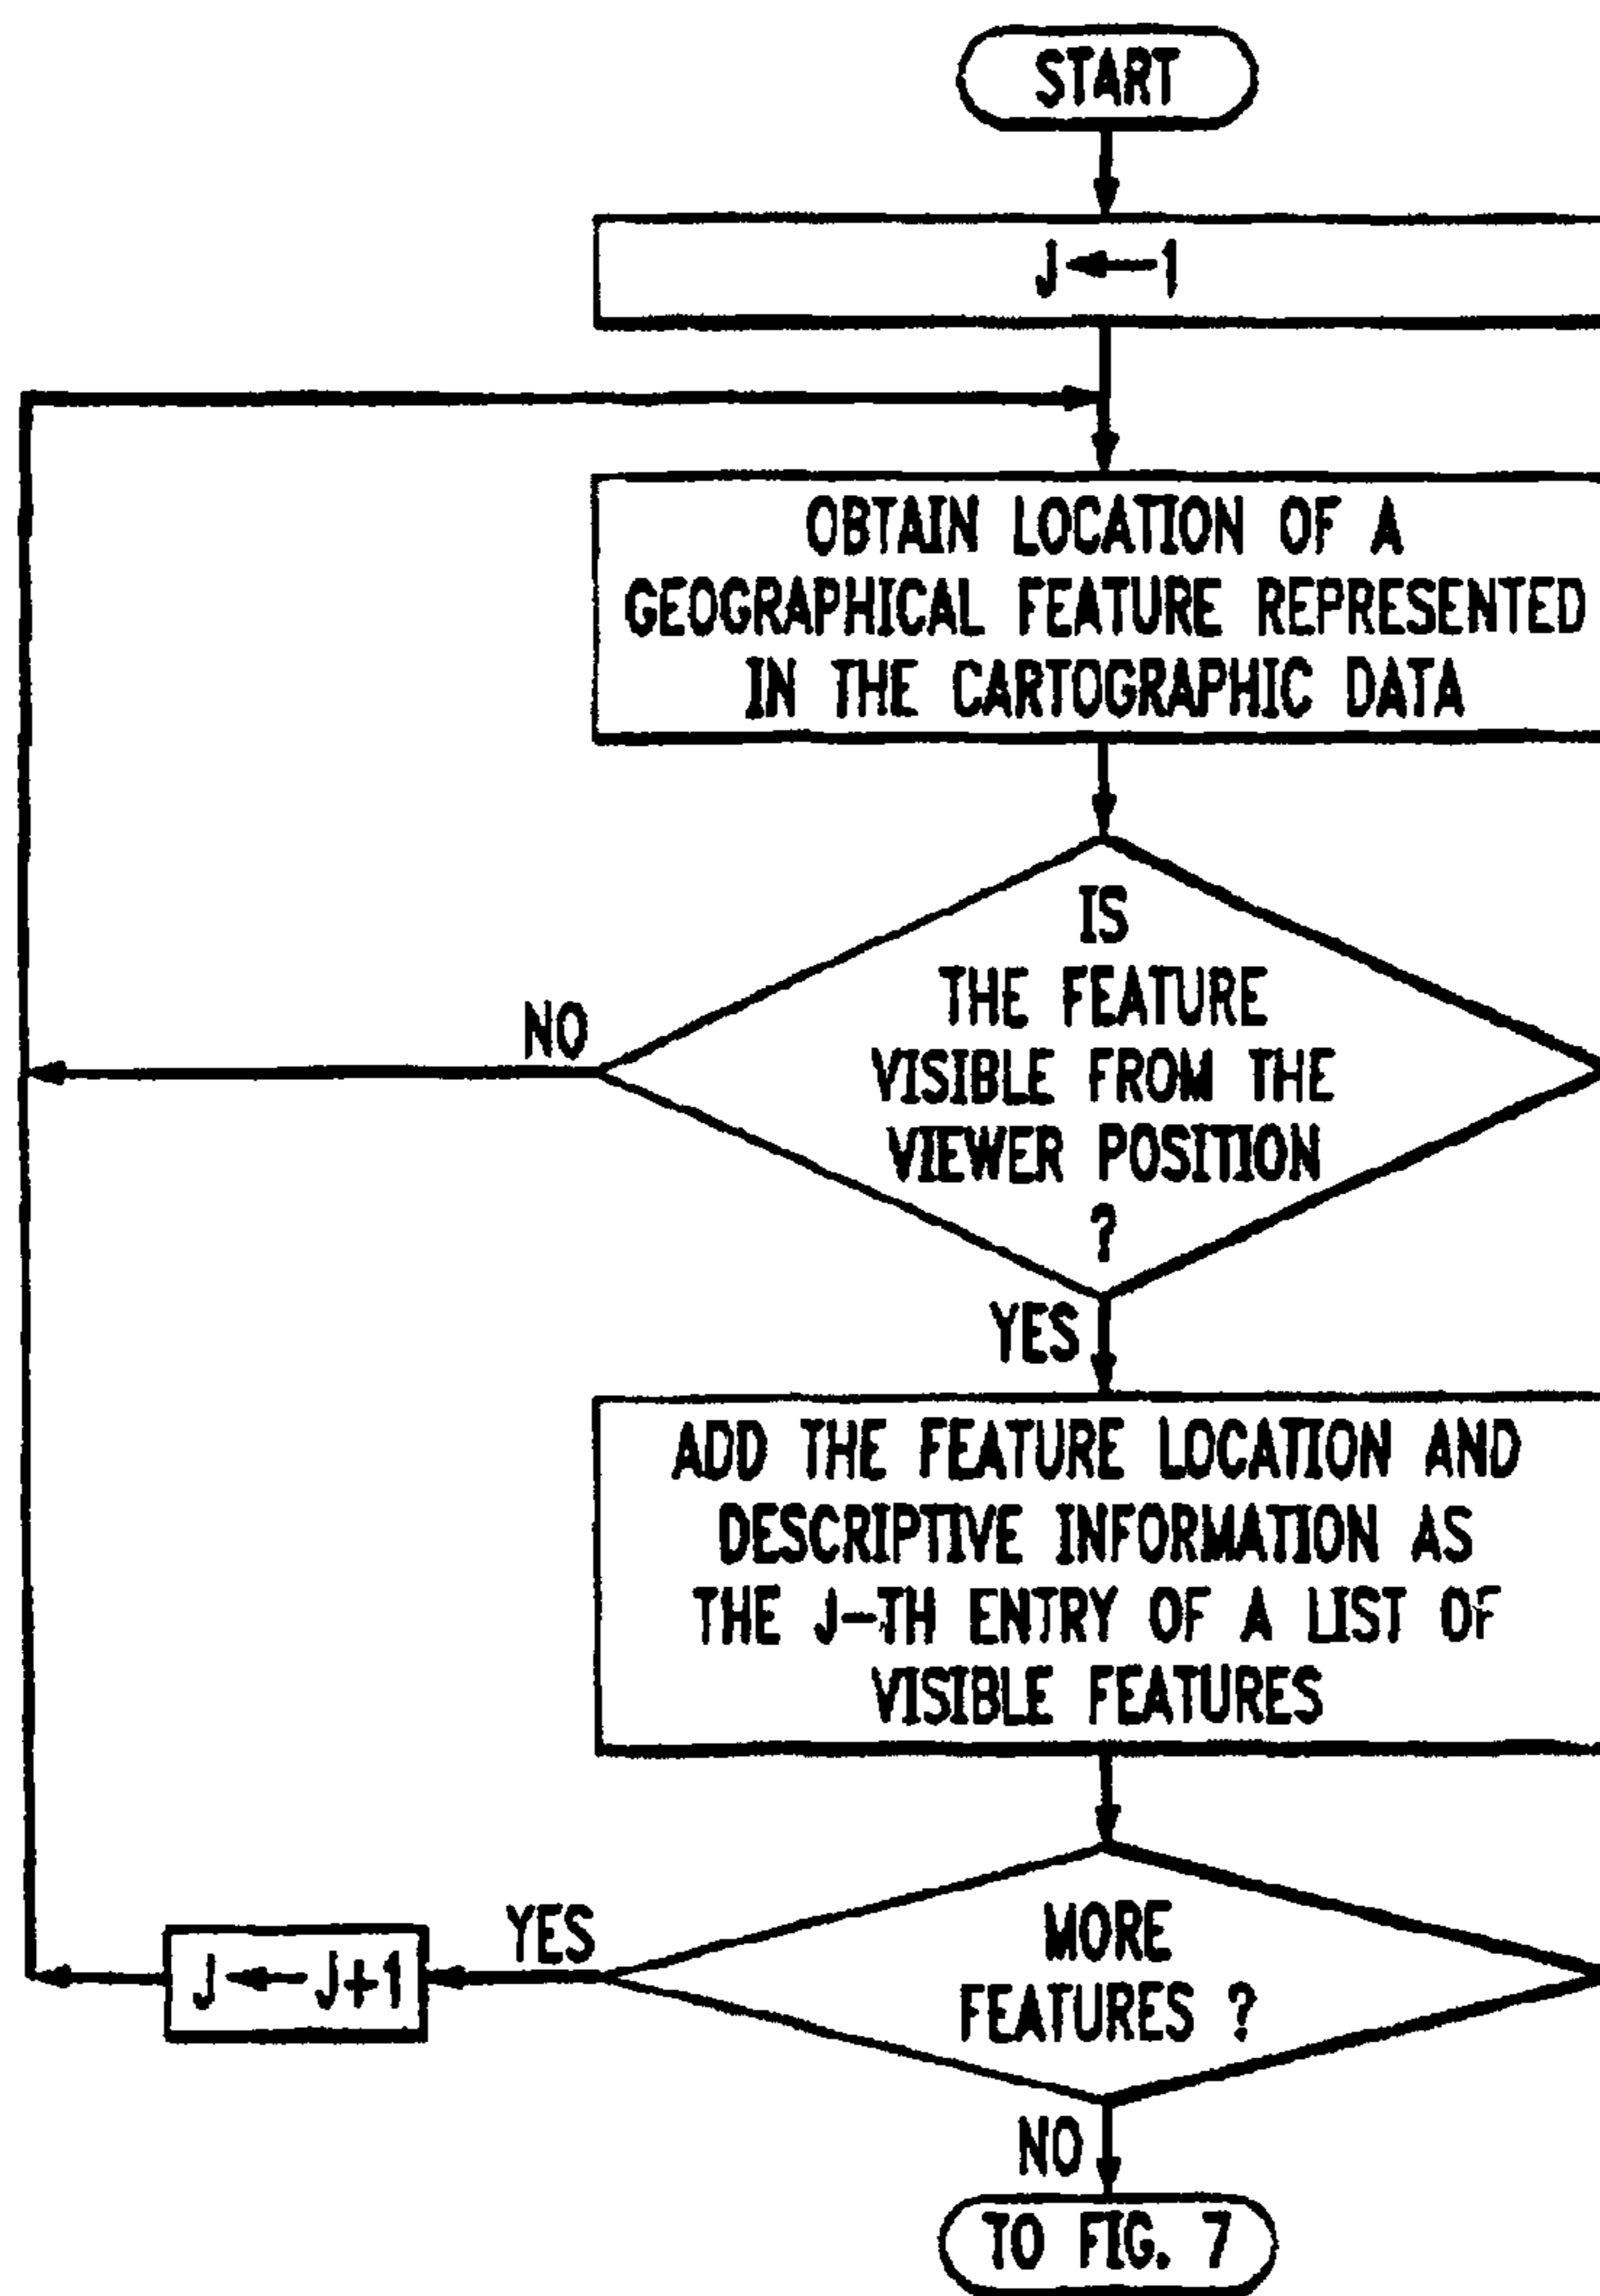 START
J←1
OBTAIN LOCATION OF A
GEOGRAPHICAL FEATURE REPRESENTED
IN THE CARTOGRAPHIC DATA
IS
THE FEATURE
VISIBLE FROM THE
VIEWER POSITION
?
NO
YES
ADD THE FEATURE LOCATION AND
DESCRIPTIVE INFORMATION AS
THE J-TH ENTRY OF A LIST OF
VISIBLE FEATURES
MORE
FEATURES ?
YES
J←J+1
NO
TO FIG. 7